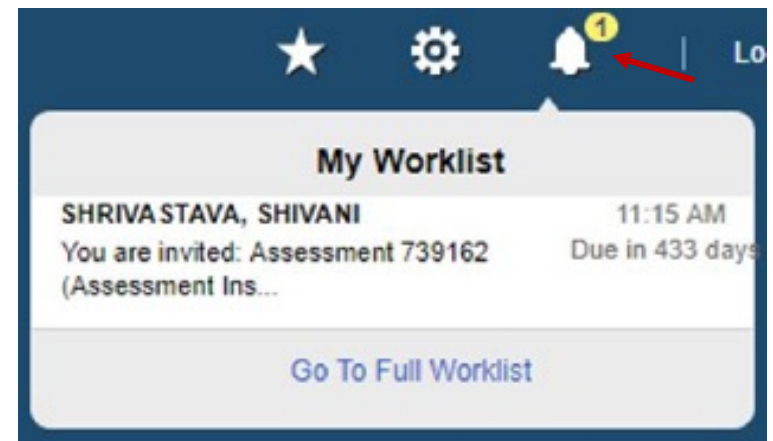 1
Lo
My Worklist
SHRIVASTAVA, SHIVANI 11:15 AM
You are invited: Assessment 739162 Due in 433 days
(Assessment Ins...
Go To Full Worklist